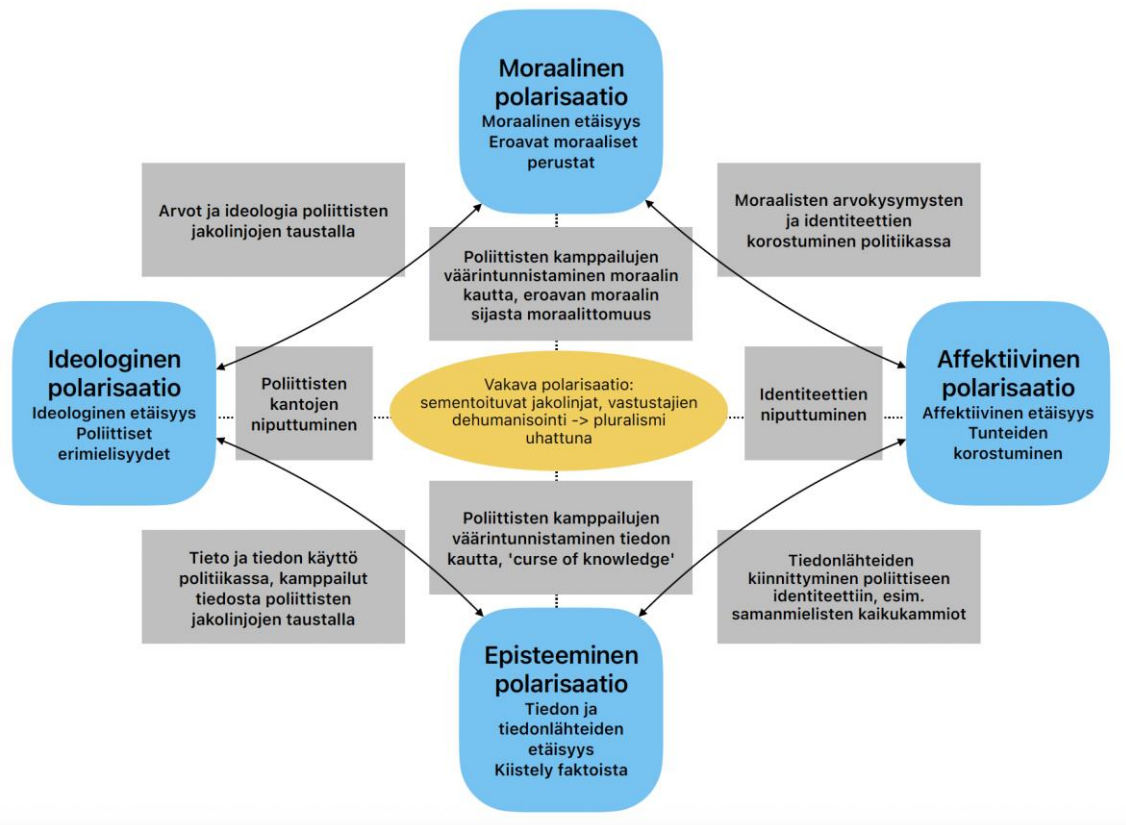 Moraalinen
polarisaatio
Moraalinen etäisyys
Eroavat moraaliset
perustat
Arvot ja ideologia poliittisten
jakolinjojen taustalla
Moraalisten arvokysymysten
ja identiteettien
korostuminen politiikassa
Poliittisten kamppailujen
väärintunnistaminen moraalin
kautta, eroavan moraalin
sijasta moraalittomuus
Ideologinen
polarisaatio
Ideologinen etäisyys
Poliittiset
erimielisyydet
Poliittisten
kantojen
niputtuminen
Vakava polarisaatio:
sementoituvat jakolinjat, vastustajien
dehumanisointi -> pluralismi
uhattuna
Identiteettien
niputtuminen
Affektiivinen
polarisaatio
Affektiivinen etäisyys
Tunteiden
korostuminen
Poliittisten kamppailujen
väärintunnistaminen tiedon
kautta, 'curse of knowledge'
Tieto ja tiedon käyttö
politiikassa, kamppailut
tiedosta poliittisten
jakolinjojen taustalla
Tiedonlähteiden
kiinnittyminen poliittiseen
identiteettiin, esim.
samanmielisten kaikukammiot
Episteeminen
polarisaatio
Tiedon ja
tiedonlähteiden
etäisyys
Kiistely faktoista